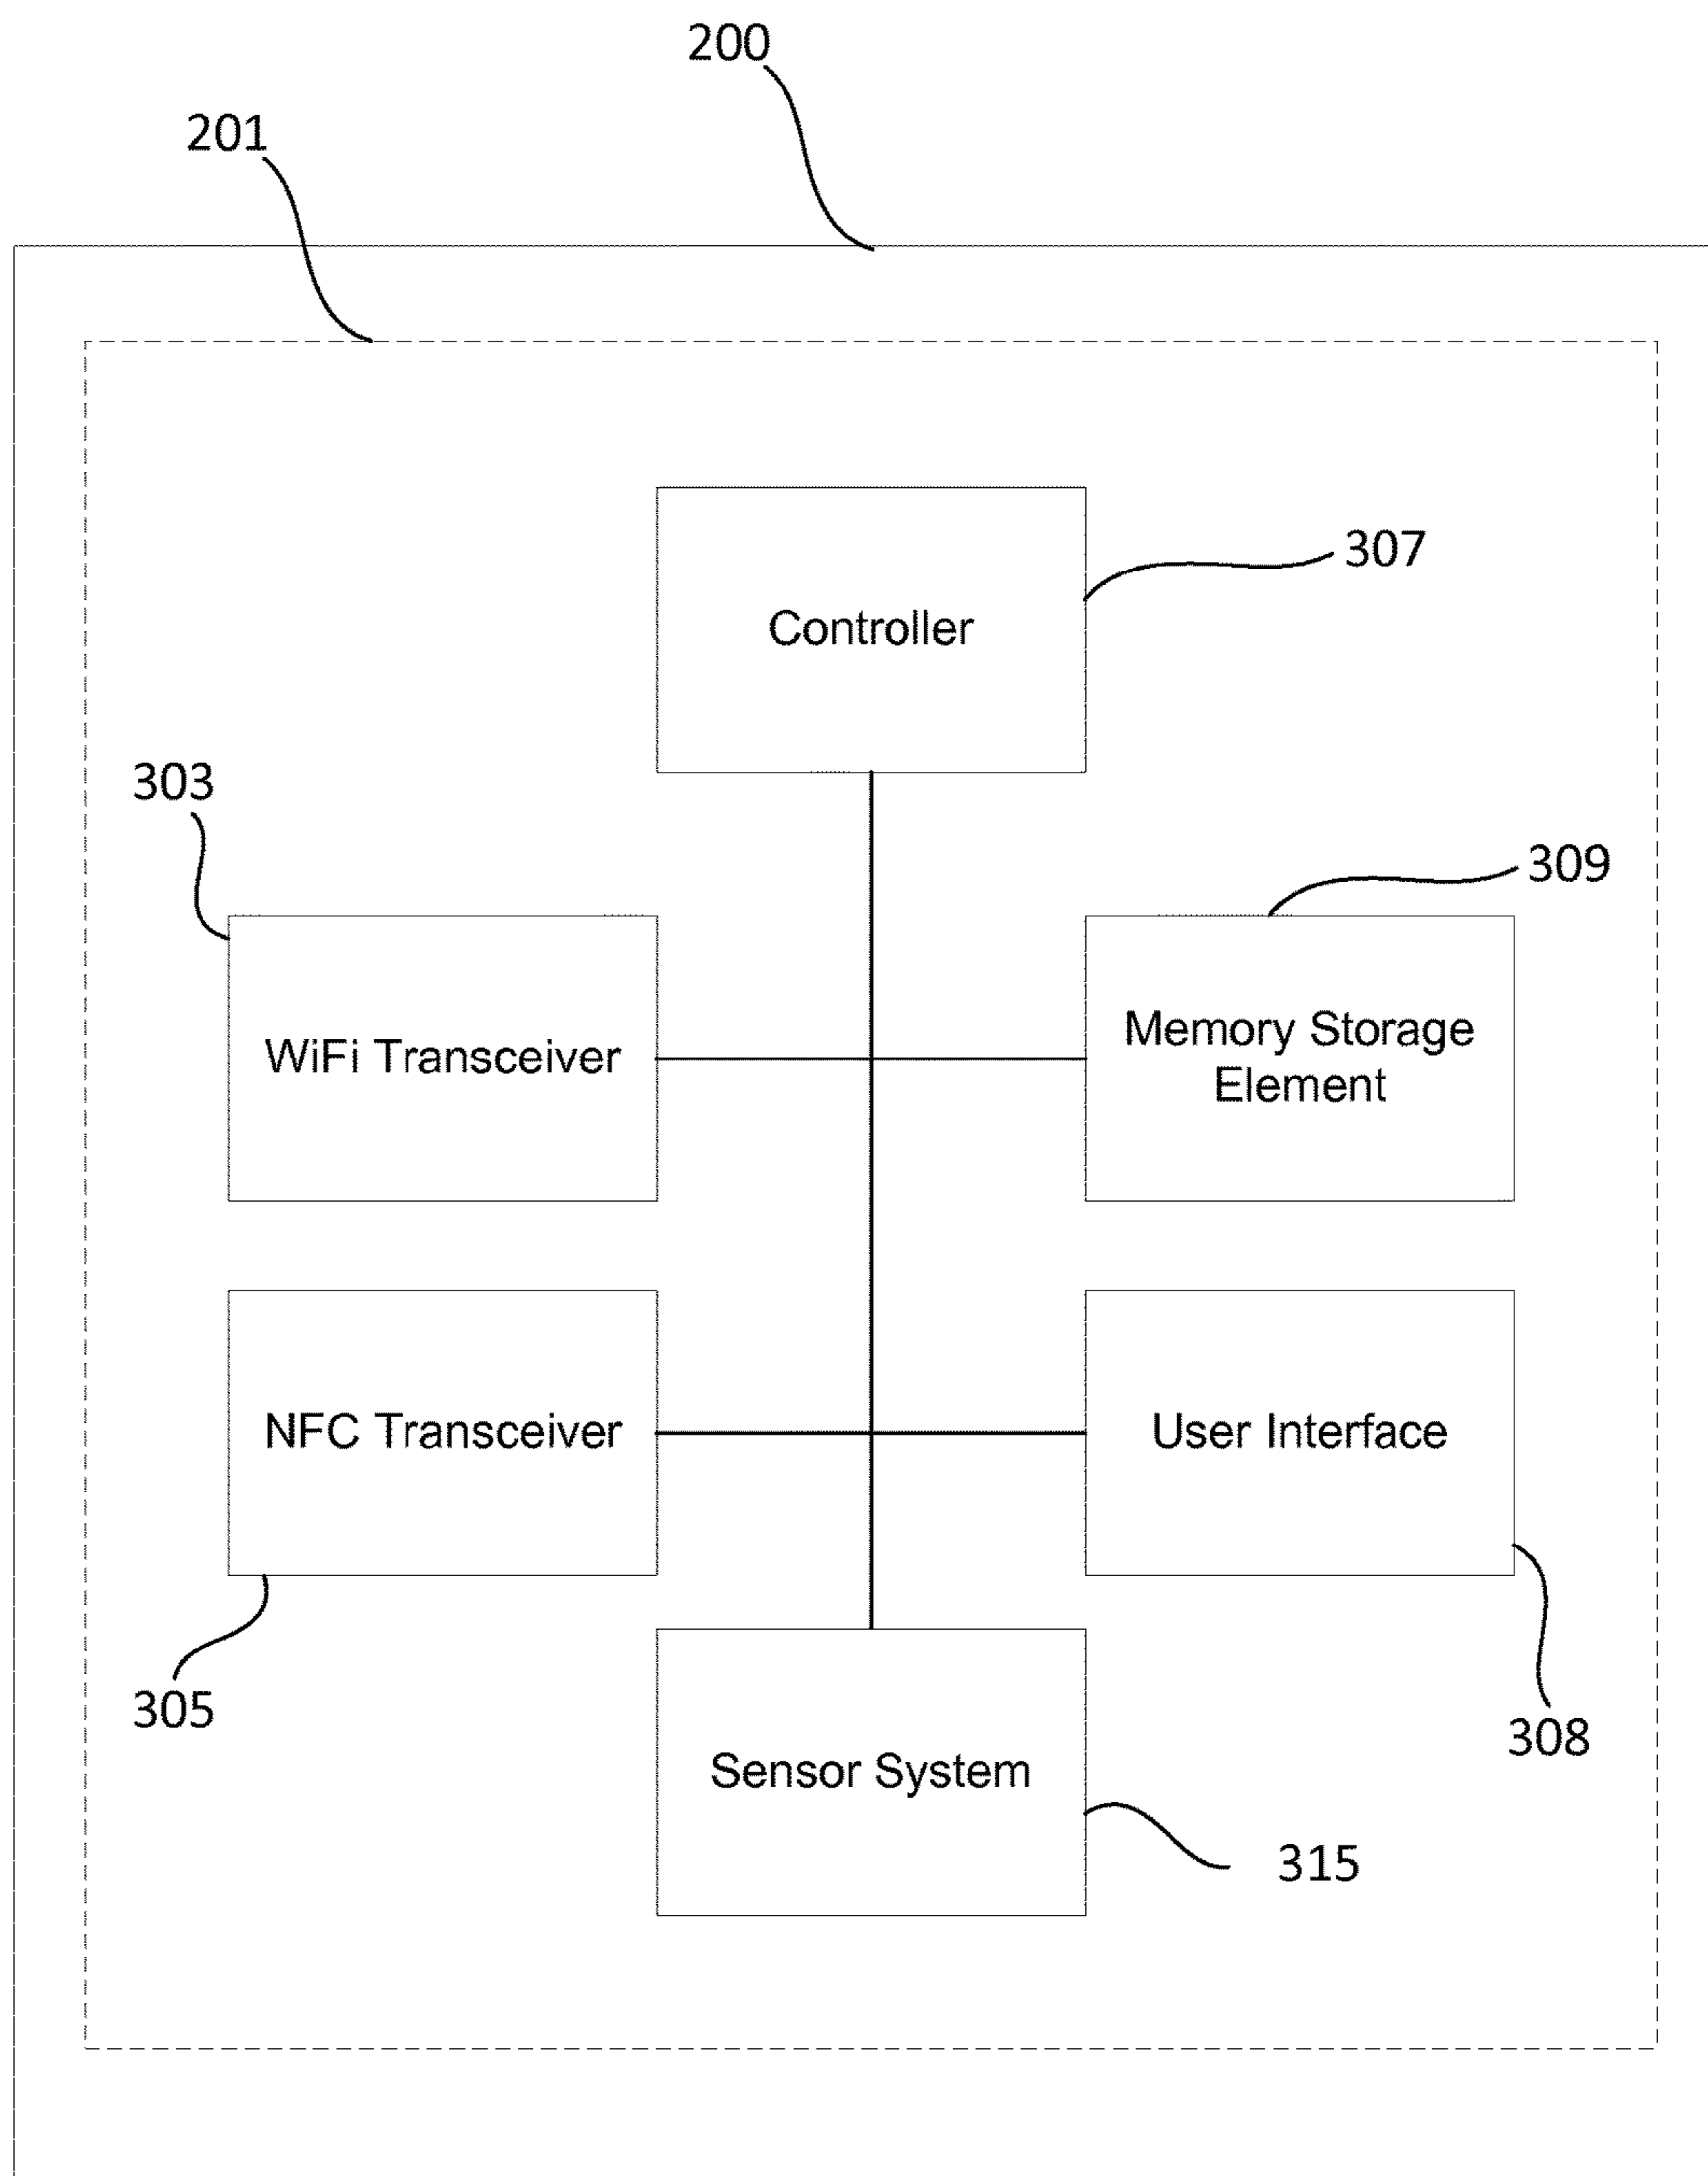 200
201
Controller
307
303
309
WiFi Transceiver
Memory Storage
Element
NFC Transceiver
User Interface
305
308
Sensor System
315